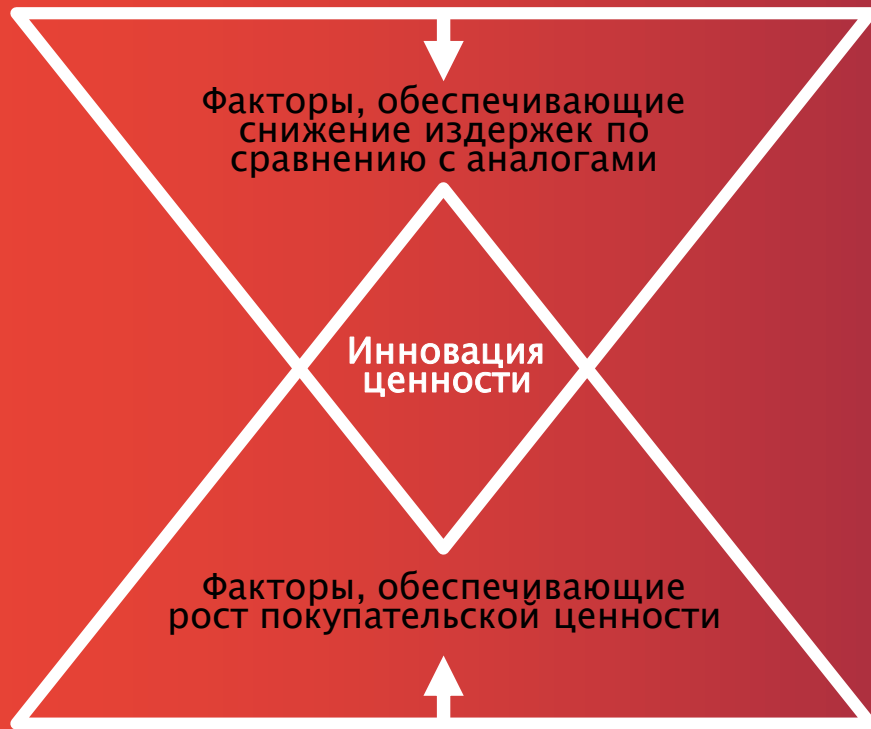 Факторы, обеспечивающие
снижение издержек по
сравнению с аналогами
Инновация
ценности
Факторы, обеспечивающие
рост покупательской ценности